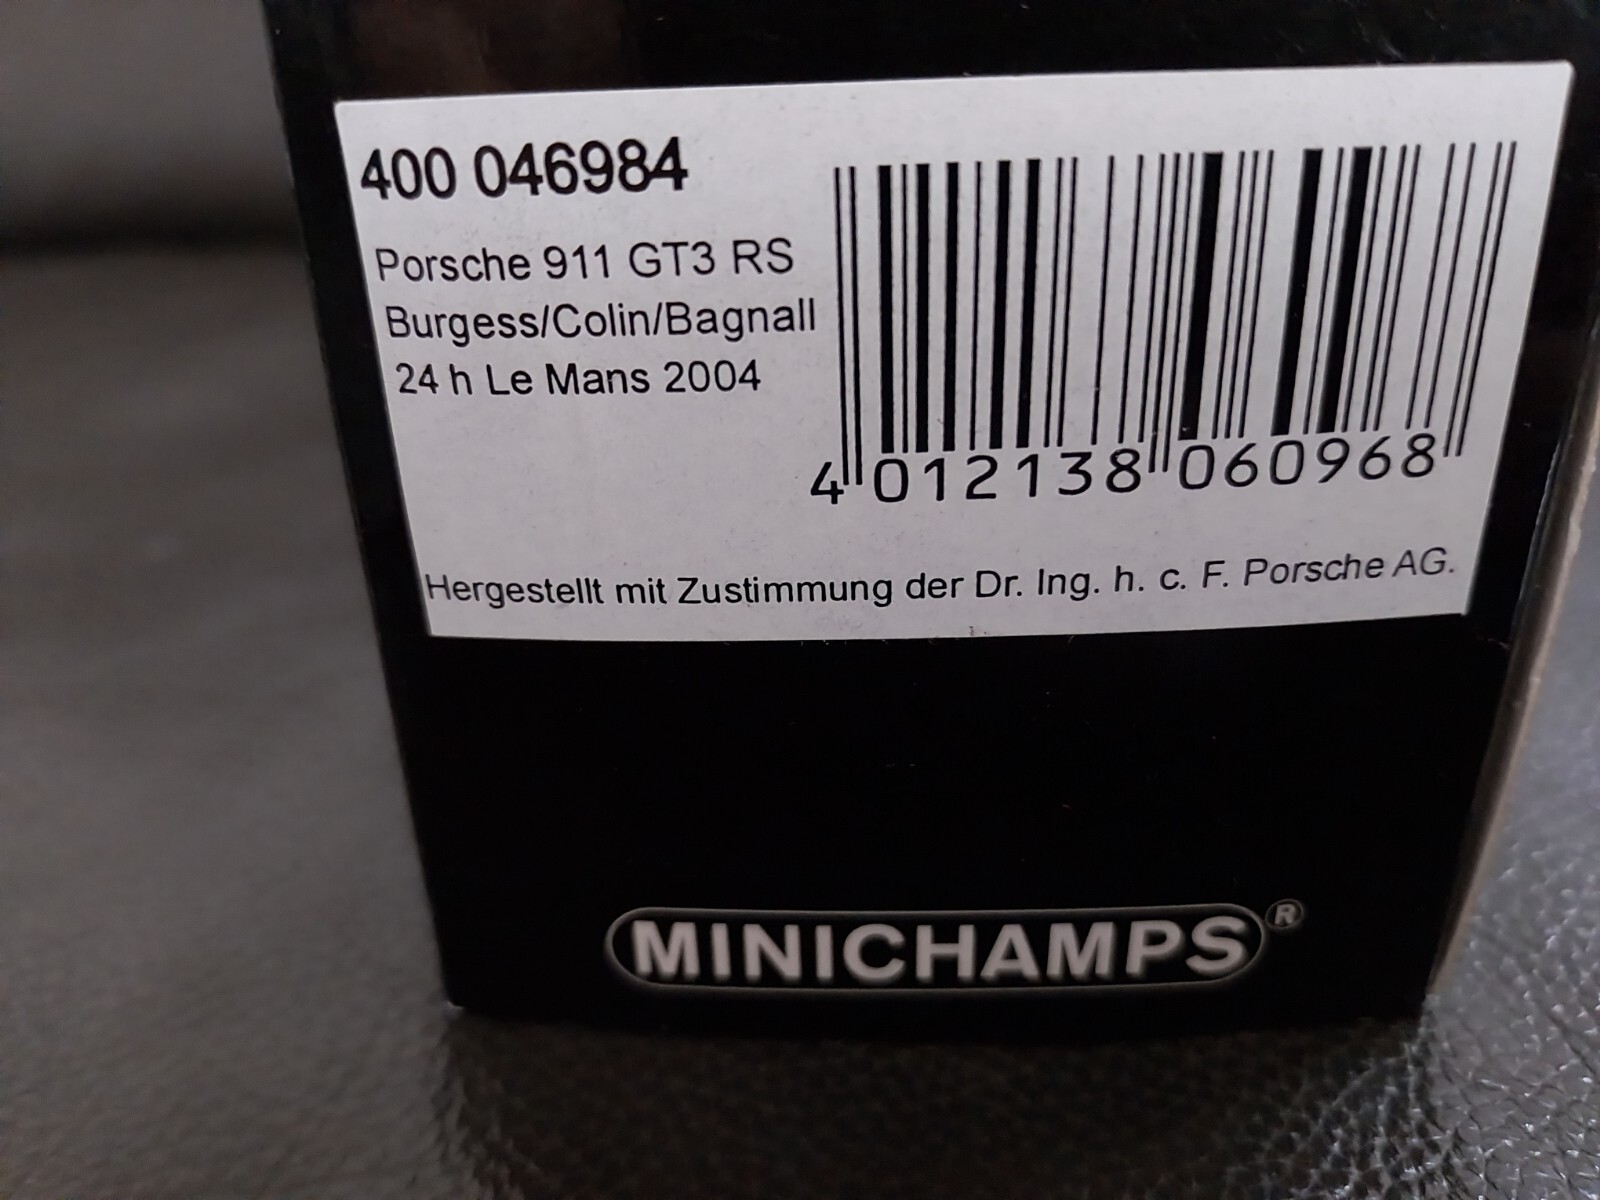 400 046984
Porsche 911 GT3 RS
Burgess/Colin/Bagnall
24 h Le Mans 2004
4 012138 060968
Hergestellt mit Zustimmung der Dr. Ing. h. c. F. Porsche AG.
MINICHAMPS®